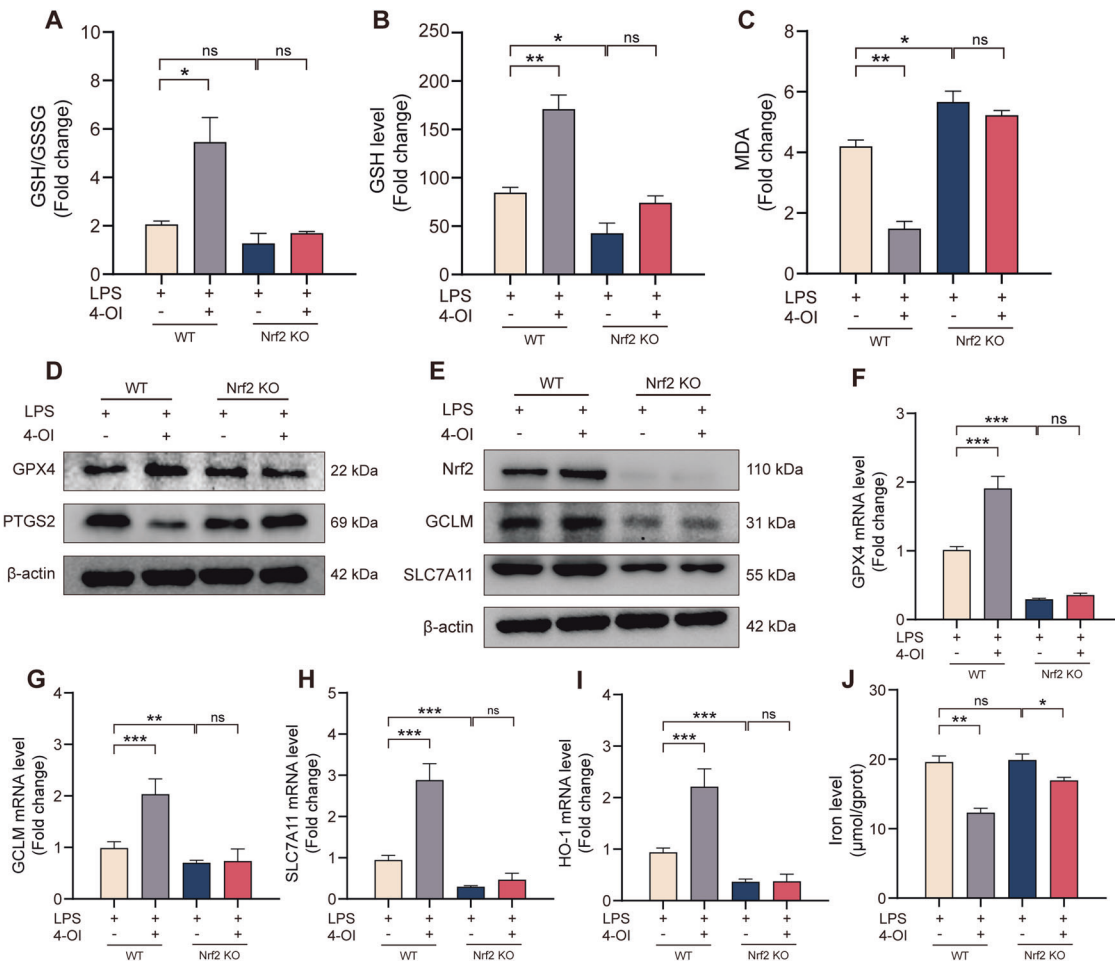 A
GSH/GSSG
(Fold change)
10
8
6
4
2
0
ns
*
ns
LPS + + + +
4-OI - + - +
WT Nrf2 KO
B
GSH level
(Fold change)
250
200
150
100
50
0
*
**
ns
LPS + + + +
4-OI - + - +
WT Nrf2 KO
C
MDA
(Fold change)
8
6
4
2
0
*
**
ns
LPS + + + +
4-OI - + - +
WT Nrf2 KO
D
WT Nrf2 KO
LPS + + + +
4-OI - + - +
GPX4 22 kDa
PTGS2 69 kDa
β-actin 42 kDa
E
WT Nrf2 KO
LPS + + + +
4-OI - + - +
Nrf2 110 kDa
GCLM 31 kDa
SLC7A11 55 kDa
β-actin 42 kDa
F
GPX4 mRNA level
(Fold change)
3
2
1
0
***
***
ns
LPS + + + +
4-OI - + - +
WT Nrf2 KO
G
GCLM mRNA level
(Fold change)
4
3
2
1
0
**
***
ns
LPS + + + +
4-OI - + - +
WT Nrf2 KO
H
SLC7A11 mRNA level
(Fold change)
5
4
3
2
1
0
***
***
ns
LPS + + + +
4-OI - + - +
WT Nrf2 KO
I
HO-1 mRNA level
(Fold change)
4
3
2
1
0
***
***
ns
LPS + + + +
4-OI - + - +
WT Nrf2 KO
J
Iron level
(μmol/gprot)
30
20
10
0
ns
**
*
LPS + + + +
4-OI - + - +
WT Nrf2 KO